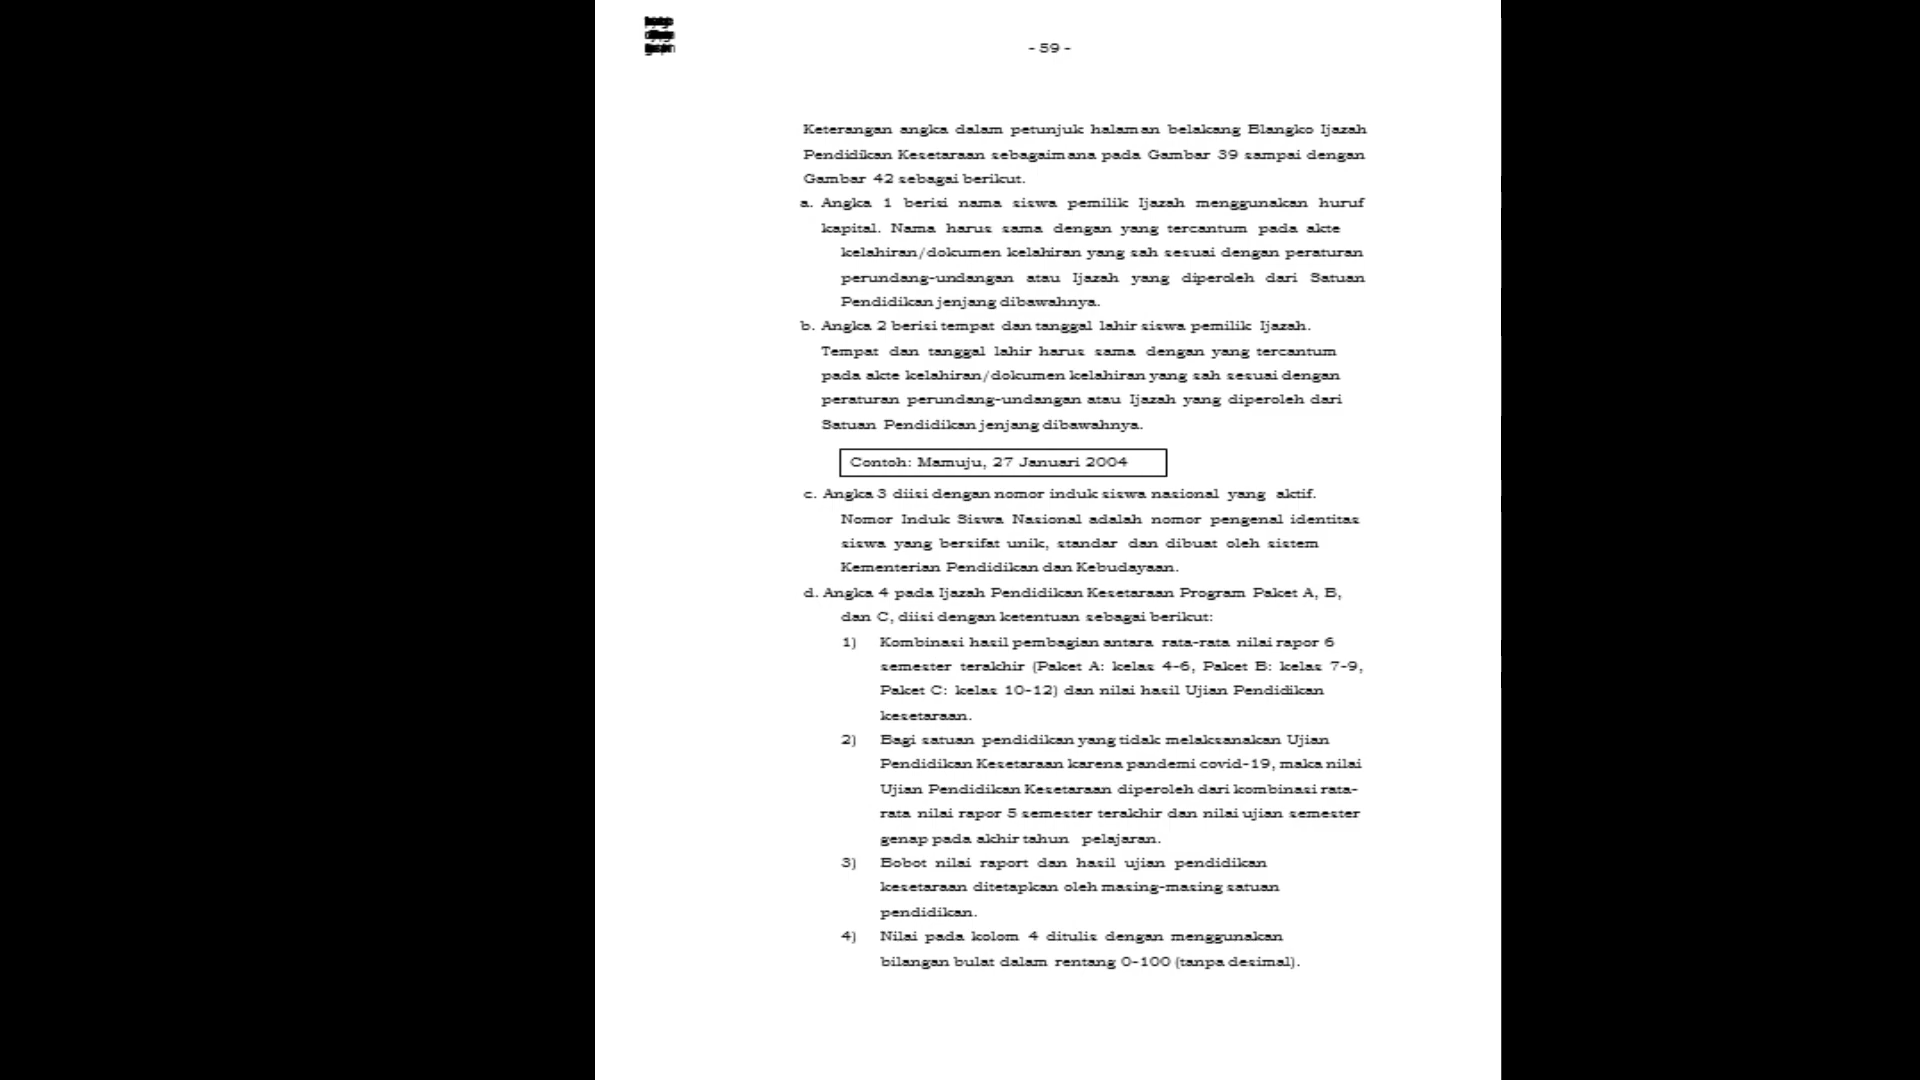 - 59 -
Keterangan angka dalam petunjuk halaman belakang Blangko Ijazah
Pendidikan Kesetaraan sebagaimana pada Gambar 39 sampai dengan
Gambar 42 sebagai berikut.
a. Angka 1 berisi nama siswa pemilik Ijazah menggunakan huruf
kapital. Nama harus sama dengan yang tercantum pada akte
kelahiran/dokumen kelahiran yang sah sesuai dengan peraturan
perundang-undangan atau Ijazah yang diperoleh dari Satuan
Pendidikan jenjang dibawahnya.
b. Angka 2 berisi tempat dan tanggal lahir siswa pemilik Ijazah.
Tempat dan tanggal lahir harus sama dengan yang tercantum
pada akte kelahiran/dokumen kelahiran yang sah sesuai dengan
peraturan perundang-undangan atau Ijazah yang diperoleh dari
Satuan Pendidikan jenjang dibawahnya.
Contoh: Mamuju, 27 Januari 2004
c. Angka 3 diisi dengan nomor induk siswa nasional yang aktif.
Nomor Induk Siswa Nasional adalah nomor pengenal identitas
siswa yang bersifat unik, standar dan dibuat oleh sistem
Kementerian Pendidikan dan Kebudayaan.
d. Angka 4 pada Ijazah Pendidikan Kesetaraan Program Paket A, B,
dan C, diisi dengan ketentuan sebagai berikut:
1) Kombinasi hasil pembagian antara rata-rata nilai rapor 6
semester terakhir (Paket A: kelas 4-6, Paket B: kelas 7-9,
Paket C: kelas 10-12) dan nilai hasil Ujian Pendidikan
kesetaraan.
2) Bagi satuan pendidikan yang tidak melaksanakan Ujian
Pendidikan Kesetaraan karena pandemi covid-19, maka nilai
Ujian Pendidikan Kesetaraan diperoleh dari kombinasi rata-
rata nilai rapor 5 semester terakhir dan nilai ujian semester
genap pada akhir tahun pelajaran.
3) Bobot nilai raport dan hasil ujian pendidikan
kesetaraan ditetapkan oleh masing-masing satuan
pendidikan.
4) Nilai pada kolom 4 ditulis dengan menggunakan
bilangan bulat dalam rentang 0-100 (tanpa desimal).